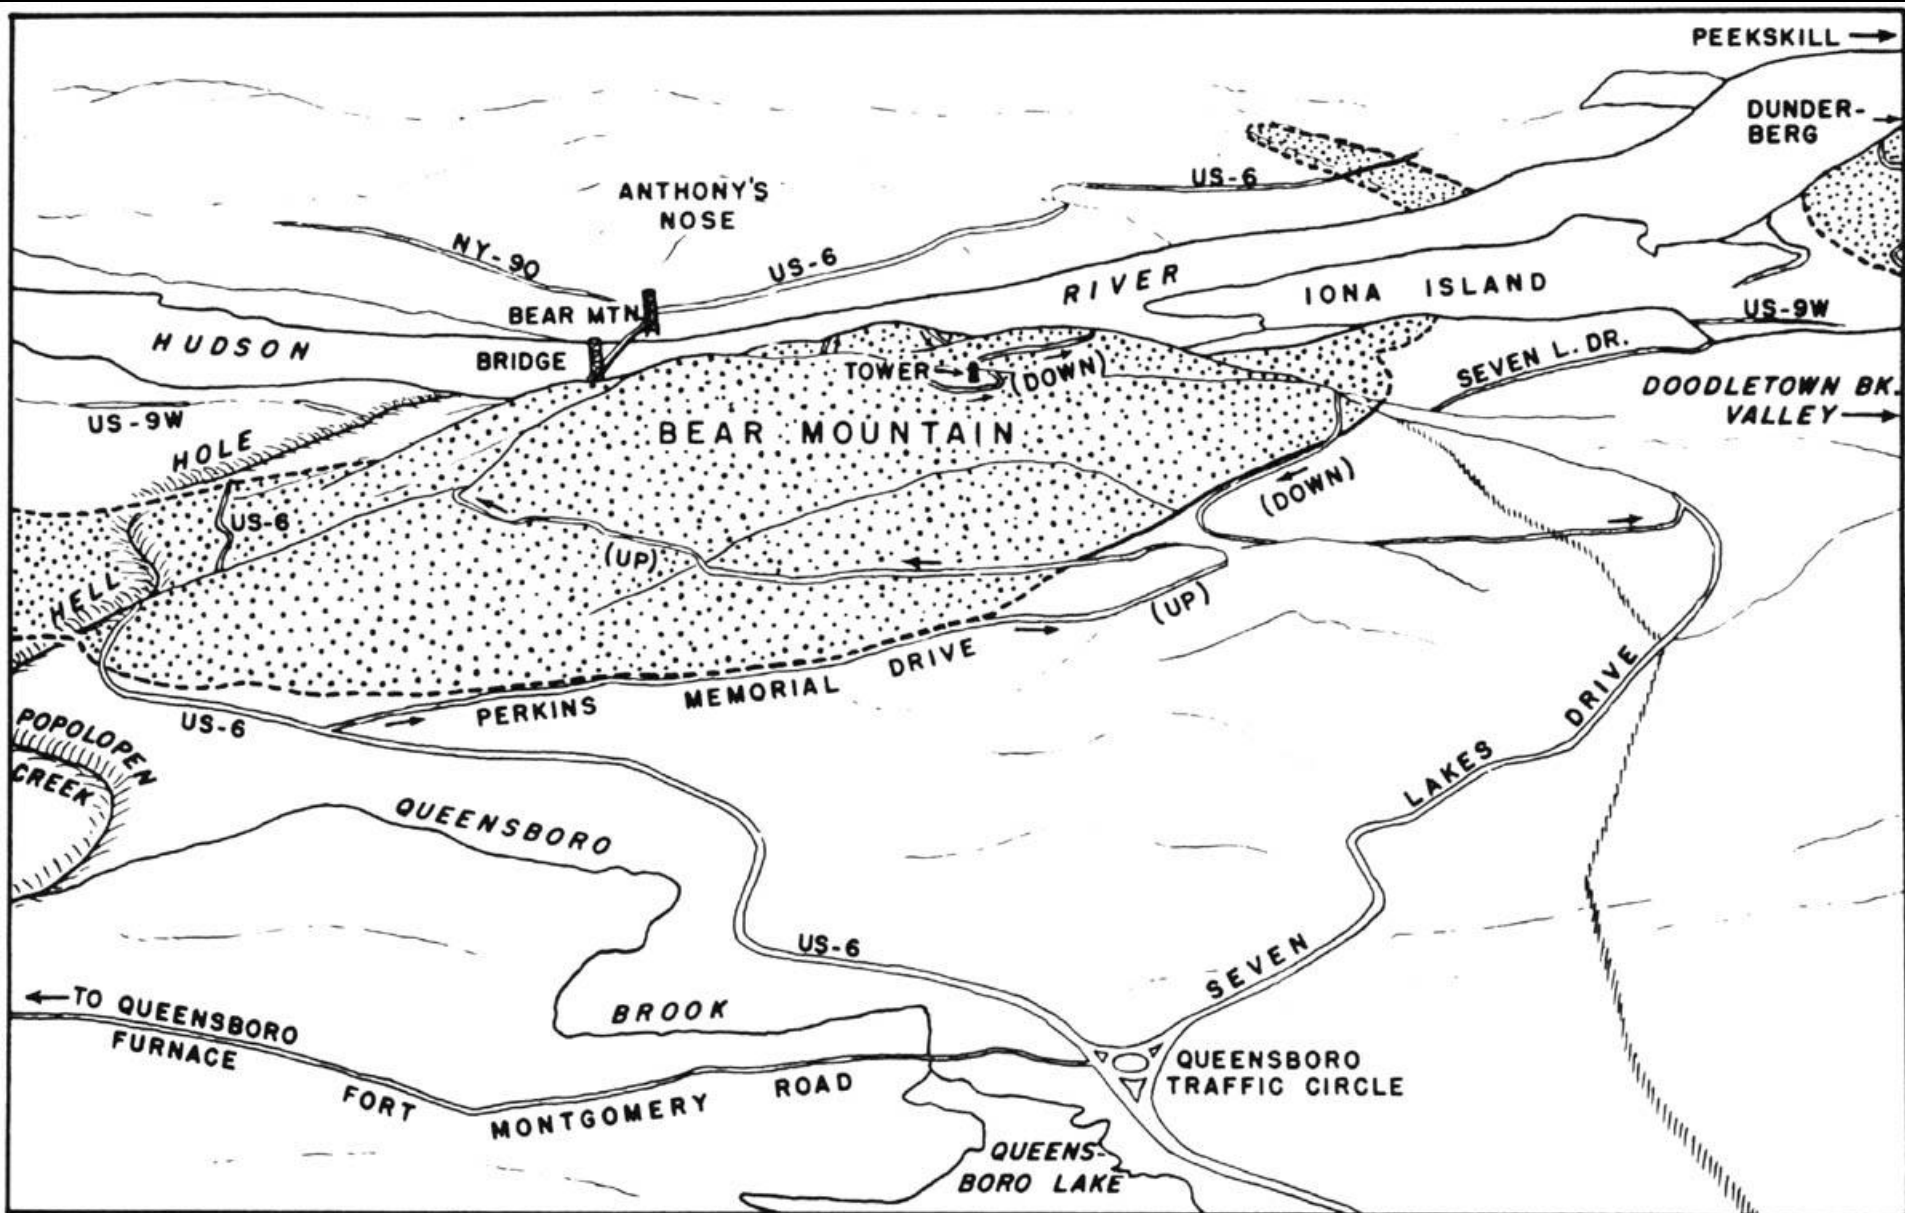 PEEKSKILL
DUNDER-
BERG
ANTHONY'S
NOSE
US-6
NY-90
US-6
RIVER
IONA ISLAND
BEAR MTN.
BRIDGE
HUDSON
US-9W
SEVEN L. DR.
TOWER
(DOWN)
DOODLETOWN BK.
VALLEY
US-9W
HOLE
BEAR MOUNTAIN
(DOWN)
US-6
(UP)
HELL
(UP)
PERKINS MEMORIAL DRIVE
US-6
POPOLOPEN
CREEK
QUEENSBORO
BROOK
US-6
SEVEN LAKES DRIVE
TO QUEENSBORO
FURNACE
FORT MONTGOMERY ROAD
QUEENSBORO
TRAFFIC CIRCLE
QUEENS-
BORO LAKE